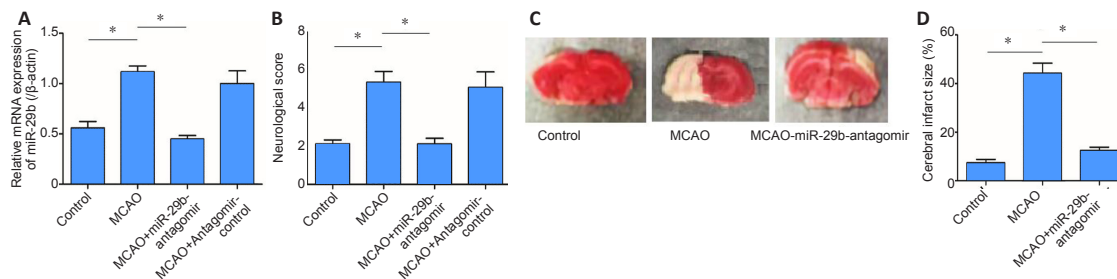 A
Relative mRNA expression
of miR-29b (/β-actin)
1.5
1.0
0.5
0
*
*
Control
MCAO
MCAO+miR-29b-
antagomir
MCAO+Antagomir-
control
B
Neurological score
8
6
4
2
0
*
*
Control
MCAO
MCAO+miR-29b-
antagomir
MCAO+Antagomir-
control
C
Control
MCAO
MCAO-miR-29b-antagomir
D
Cerebral infarct size (%)
60
40
20
0
*
*
Control
MCAO
MCAO+miR-29b-
antagomir